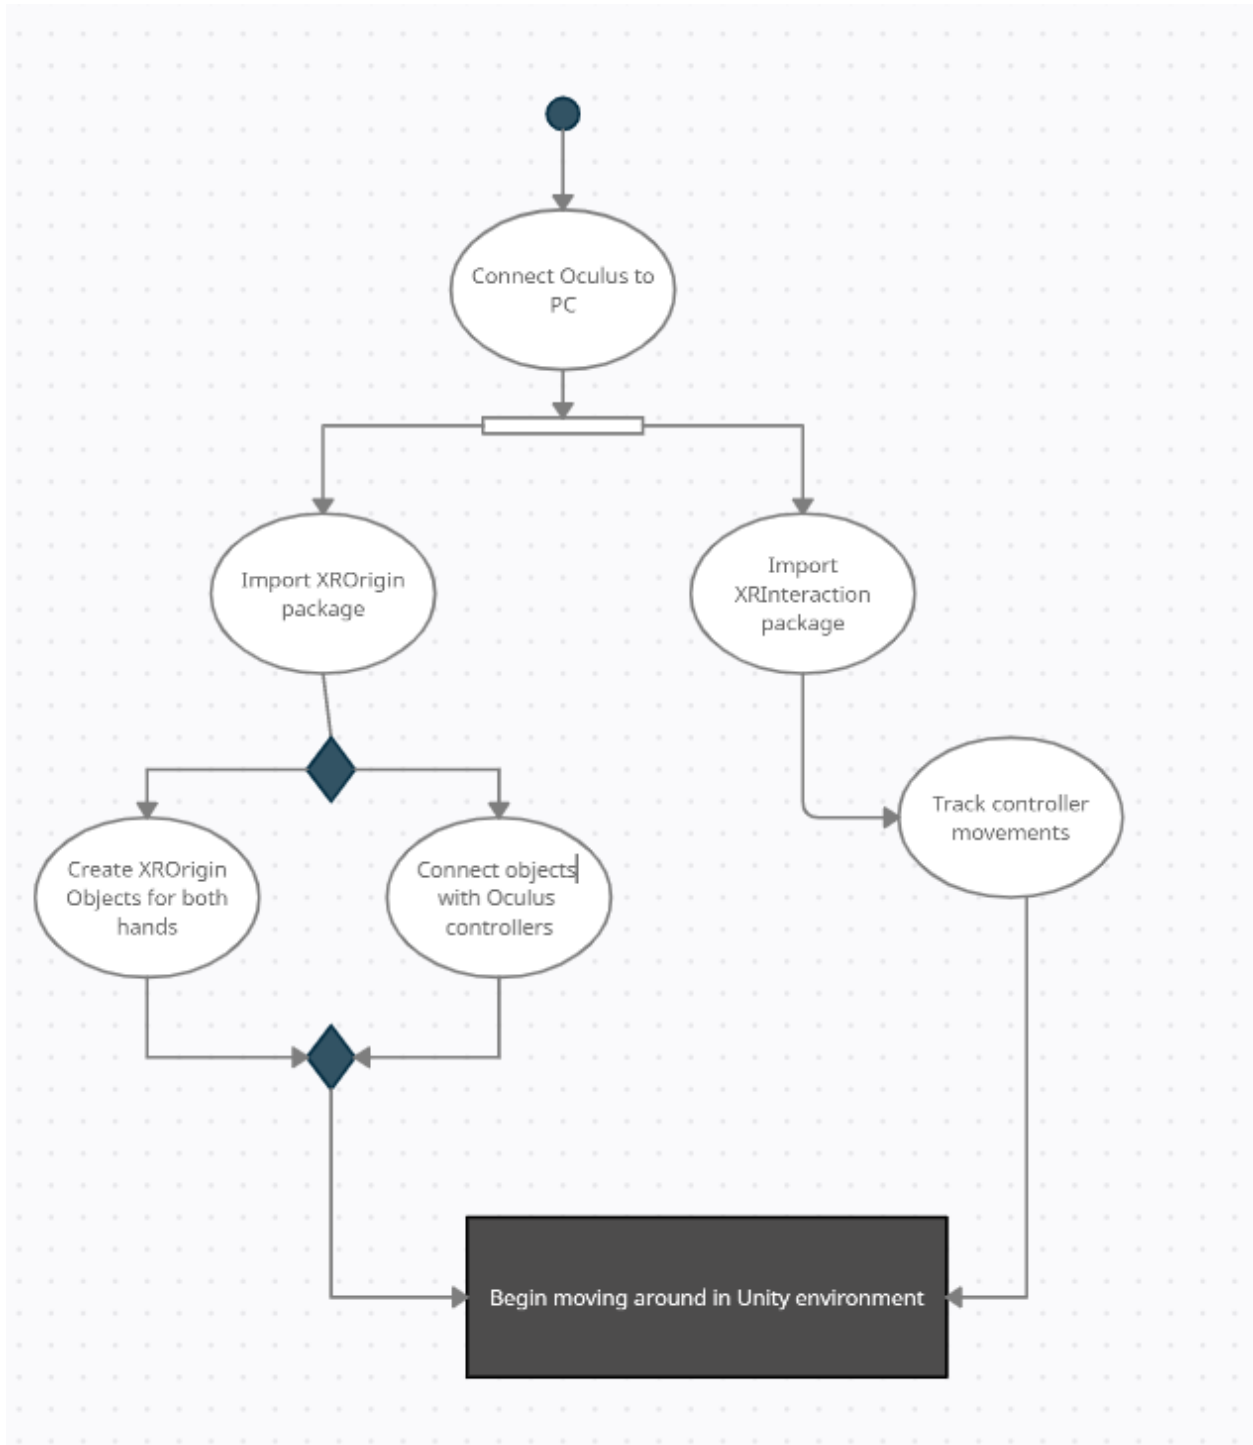 Connect Oculus to
PC
Import XROrigin
package
Import
XRInteraction
package
Track controller
movements
Create XROrigin
Objects for both
hands
Connect objects
with Oculus
controllers
Begin moving around in Unity environment